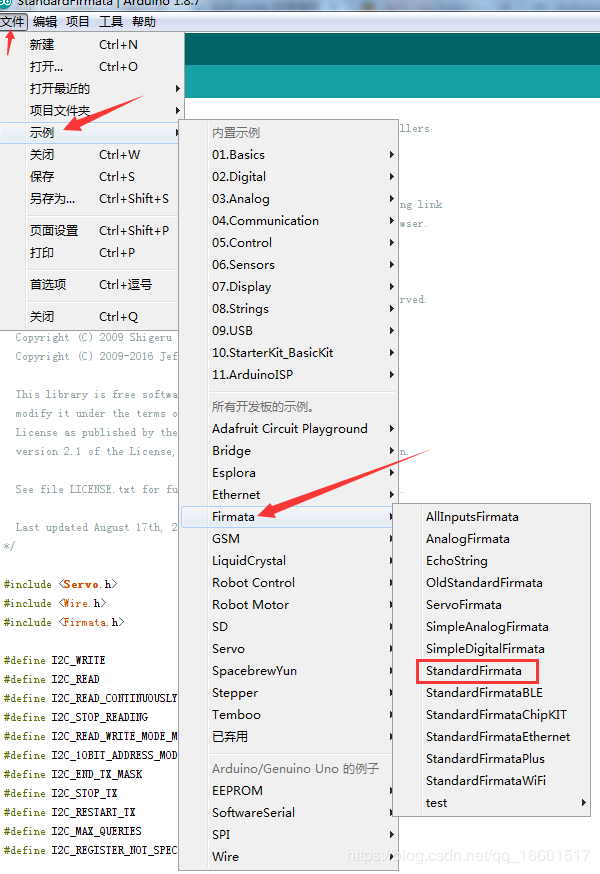 StandardFirmata | Arduino 1.8.7
文件 编辑 项目 工具 帮助
新建 Ctrl+N
打开... Ctrl+O
打开最近的
项目文件夹
示例
关闭 Ctrl+W
保存 Ctrl+S
另存为... Ctrl+Shift+S
页面设置 Ctrl+Shift+P
打印 Ctrl+P
首选项 Ctrl+逗号
关闭 Ctrl+Q
内置示例
01.Basics
02.Digital
03.Analog
04.Communication
05.Control
06.Sensors
07.Display
08.Strings
09.USB
10.StarterKit_BasicKit
11.ArduinoISP
所有开发板的示例。
Adafruit Circuit Playground
Bridge
Esplora
Ethernet
Firmata
GSM
LiquidCrystal
Robot Control
Robot Motor
SD
Servo
SpacebrewYun
Stepper
Temboo
已弃用
Arduino/Genuino Uno 的例子
EEPROM
SoftwareSerial
SPI
Wire
AllInputsFirmata
AnalogFirmata
EchoString
OldStandardFirmata
ServoFirmata
SimpleAnalogFirmata
SimpleDigitalFirmata
StandardFirmata
StandardFirmataBLE
StandardFirmataChipKIT
StandardFirmataEthernet
StandardFirmataPlus
StandardFirmataWiFi
test
llers
ng link
wser.
rved.
Copyright (C) 2009 Shigeru
Copyright (C) 2009-2016 Jef
This library is free softwa
modify it under the terms o
License as published by the
version 2.1 of the License, n.
See file LICENSE.txt for fu
Last updated August 17th, 2
*/
#include <Servo.h>
#include <Wire.h>
#include <Firmata.h>
#define I2C_WRITE
#define I2C_READ
#define I2C_READ_CONTINUOUSLY
#define I2C_STOP_READING
#define I2C_READ_WRITE_MODE_M
#define I2C_10BIT_ADDRESS_MOD
#define I2C_END_TX_MASK
#define I2C_STOP_TX
#define I2C_RESTART_TX
#define I2C_MAX_QUERIES
#define I2C_REGISTER_NOT_SPEC
https://blog.csdn.net/qq_16601517